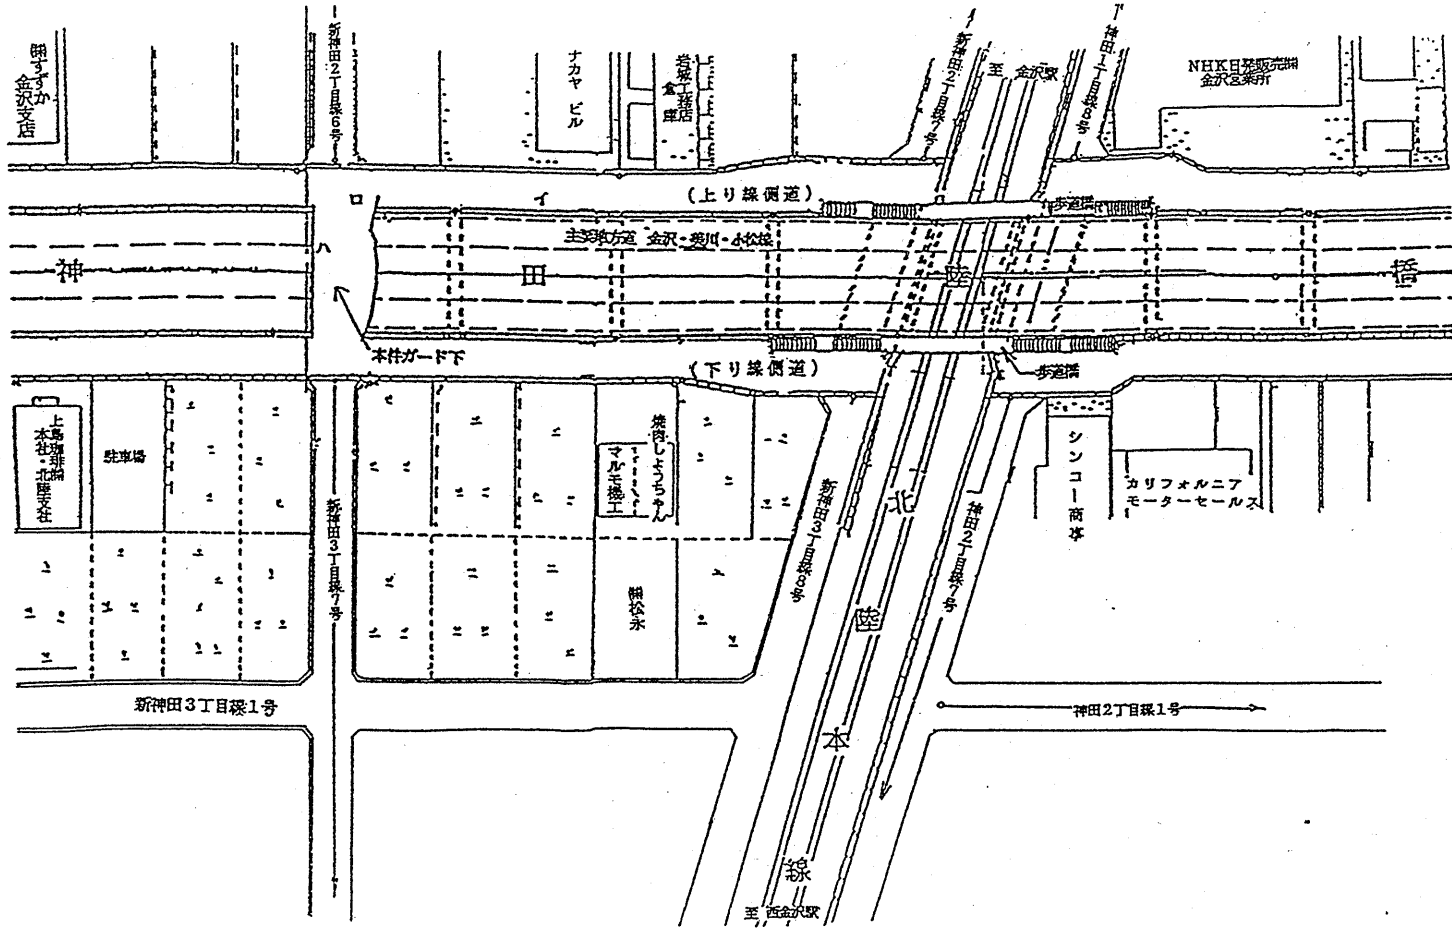 ㈱すずか
金沢支店
新神田2丁目線6号
ナカヤ ビル
岩城工務店
倉庫
新神田2丁目線7号
至 金沢駅
神田1丁目線8号
NHK日発販売㈱
金沢営業所
ロ
イ
(上り線側道)
歩道橋
主要地方道 金沢・美川・小松線
ハ
神 田 陸 橋
本件ガード下
(下り線側道)
歩道橋
上島珈琲㈱
本社・北陸支社
駐車場
新神田3丁目線7号
焼肉しょうちゃん
マルモ機工
㈱松永
新神田3丁目線8号
北陸本線
神田2丁目線7号
シンコー商事
カリフォルニア
モーターセールス
新神田3丁目線1号
神田2丁目線1号
至 西金沢駅